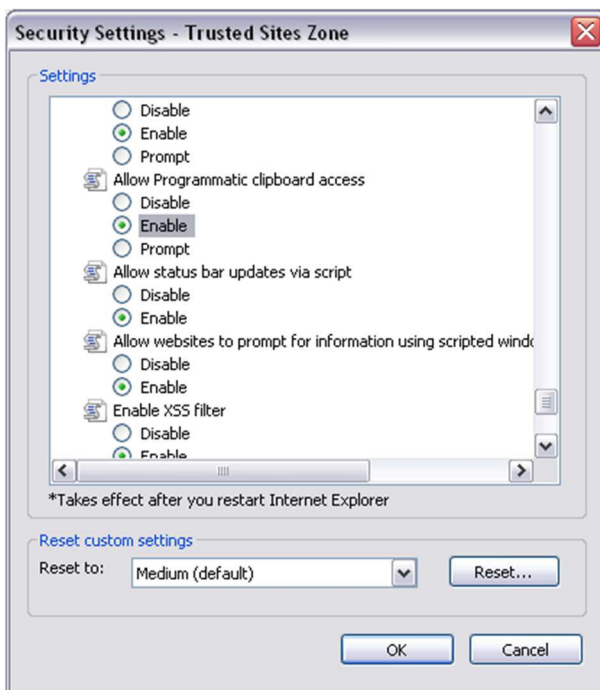 Security Settings - Trusted Sites Zone
Settings
Disable
Enable
Prompt
Allow Programmatic clipboard access
Disable
Enable
Prompt
Allow status bar updates via script
Disable
Enable
Allow websites to prompt for information using scripted windo
Disable
Enable
Enable XSS filter
Disable
Enable
*Takes effect after you restart Internet Explorer
Reset custom settings
Reset to: Medium (default) Reset...
OK Cancel